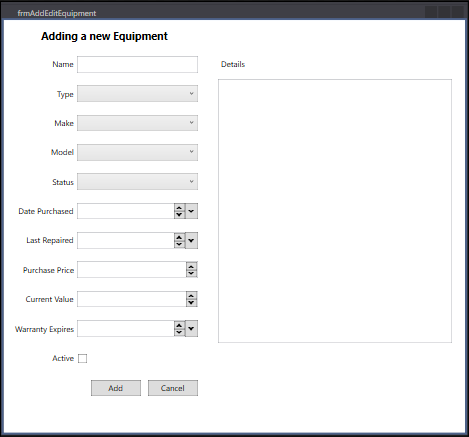 frmAddEditEquipment
Adding a new Equipment
Name
Details
Type
Make
Model
Status
Date Purchased
Last Repaired
Purchase Price
Current Value
Warranty Expires
Active
Add
Cancel